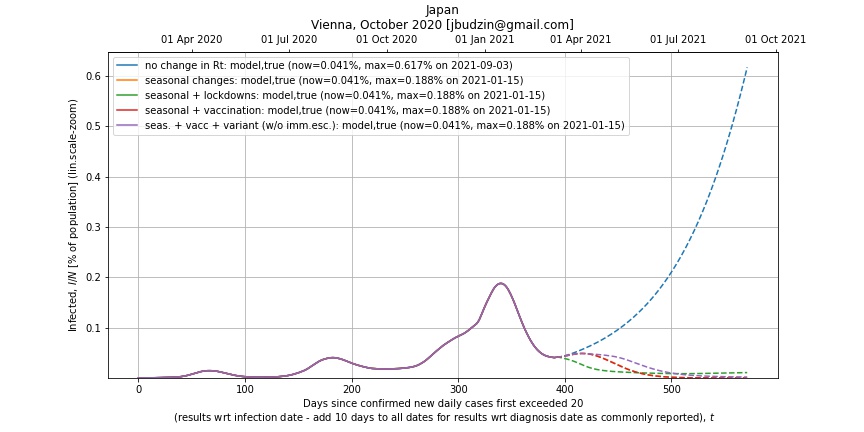 Japan
Vienna, October 2020 [jbudzin@gmail.com]
01 Apr 2020 01 Jul 2020 01 Oct 2020 01 Jan 2021 01 Apr 2021 01 Jul 2021 01 Oct 2021
no change in Rt: model,true (now=0.041%, max=0.617% on 2021-09-03)
seasonal changes: model,true (now=0.041%, max=0.188% on 2021-01-15)
seasonal + lockdowns: model,true (now=0.041%, max=0.188% on 2021-01-15)
seasonal + vaccination: model,true (now=0.041%, max=0.188% on 2021-01-15)
seas. + vacc + variant (w/o imm.esc.): model,true (now=0.041%, max=0.188% on 2021-01-15)
Infected, I/N [% of population] (lin.scale-zoom)
0.6
0.5
0.4
0.3
0.2
0.1
0 100 200 300 400 500
Days since confirmed new daily cases first exceeded 20
(results wrt infection date - add 10 days to all dates for results wrt diagnosis date as commonly reported), t